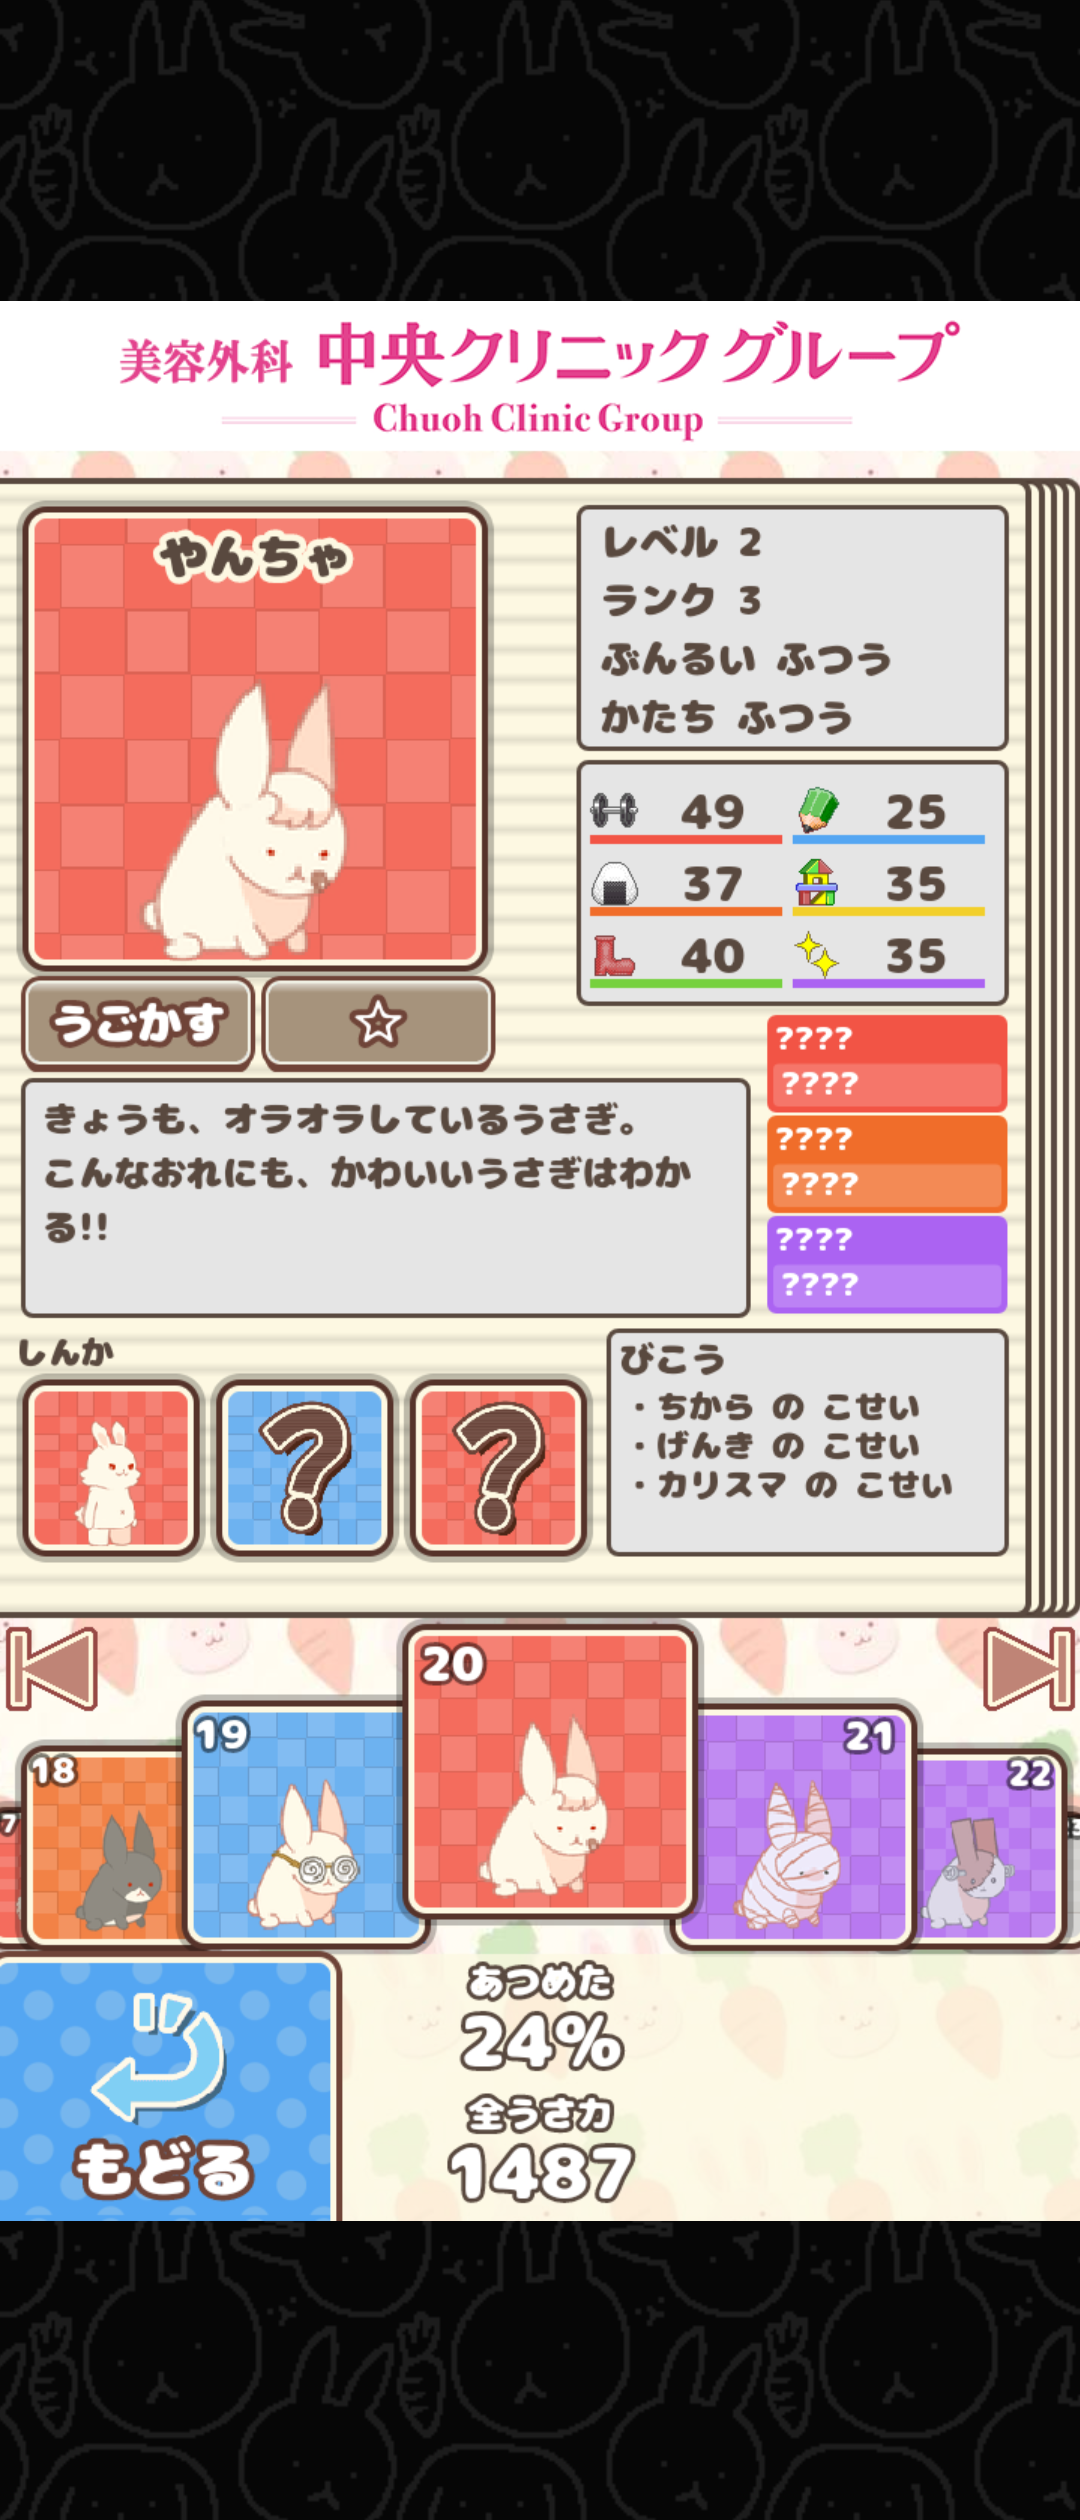 美容外科 中央クリニックグループ
Chuoh Clinic Group
やんちゃ
レベル 2
ランク 3
ぶんるい ふつう
かたち ふつう
49 25
37 35
40 35
うごかす
????
????
????
????
????
????
きょうも、オラオラしているうさぎ。
こんなおれにも、かわいいうさぎはわか
る!!
しんか
? ?
びこう
・ちから の こせい
・げんき の こせい
・カリスマ の こせい
7 18 19 20 21 22
あつめた
24%
全うさ力
1487
もどる